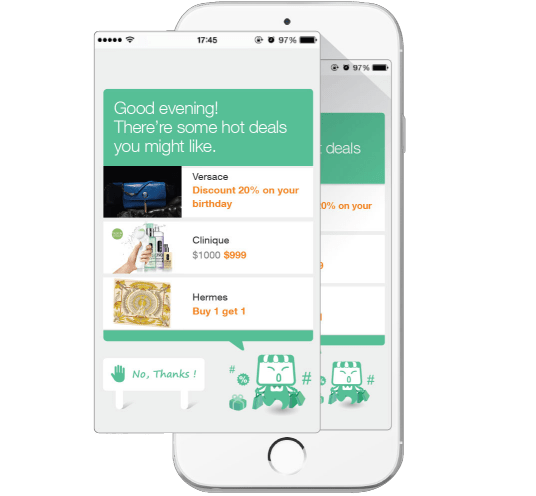 17:45
97%
97%
Good evening!
There're some hot deals
you might like.
t deals
Versace
Discount 20% on your
birthday
20% on your
Clinique
$1000 $999
9
Hermes
Buy 1 get 1
No, Thanks !
# % #
#